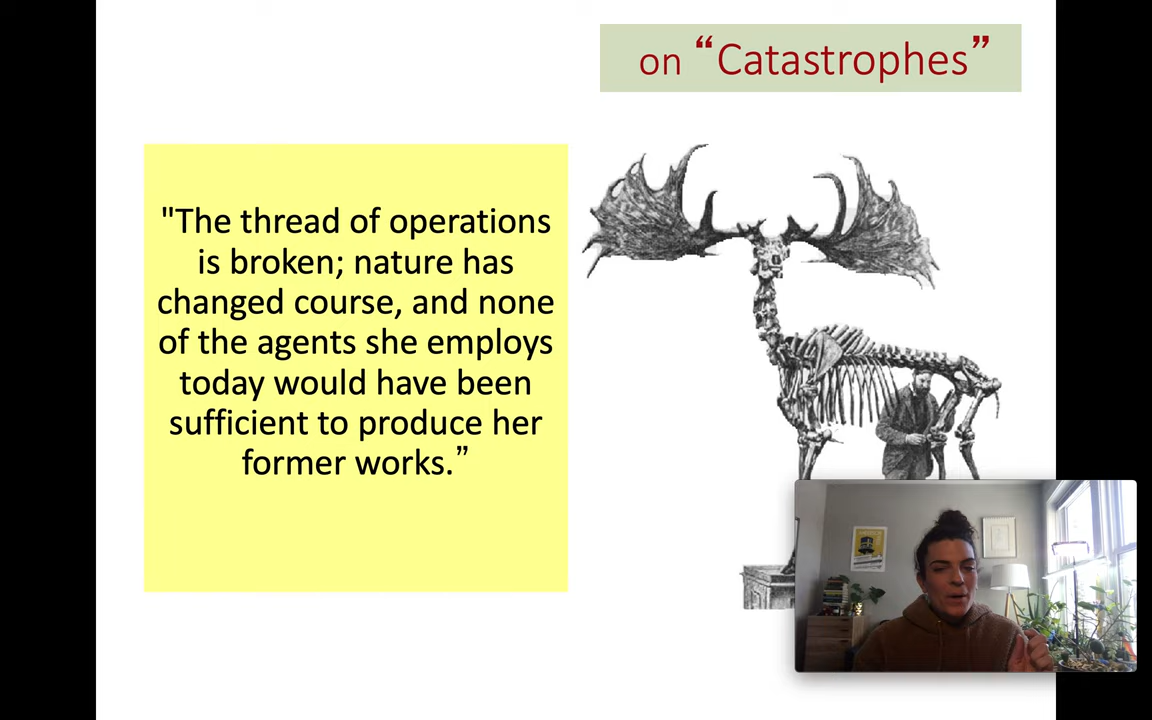 on “Catastrophes”
"The thread of operations
is broken; nature has
changed course, and none
of the agents she employs
today would have been
sufficient to produce her
former works.”